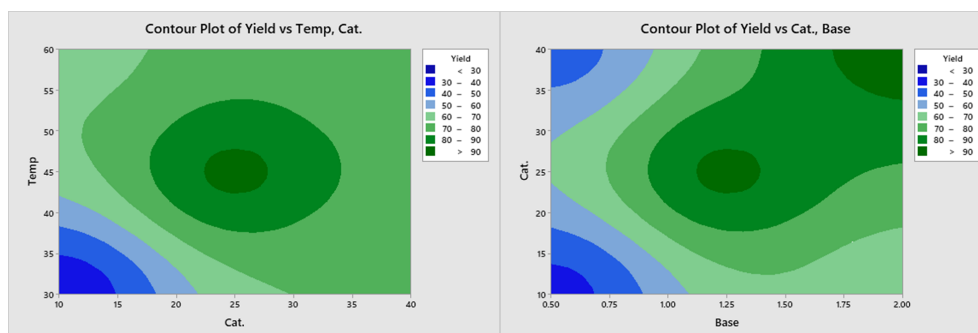 Contour Plot of Yield vs Temp, Cat.
60
55
50
45
40
35
30
Temp
10
15
20
25
30
35
40
Cat.
Yield
< 30
30 – 40
40 – 50
50 – 60
60 – 70
70 – 80
80 – 90
> 90
Contour Plot of Yield vs Cat., Base
40
35
30
25
20
15
10
Cat.
0.50
0.75
1.00
1.25
1.50
1.75
2.00
Base
Yield
< 30
30 – 40
40 – 50
50 – 60
60 – 70
70 – 80
80 – 90
> 90